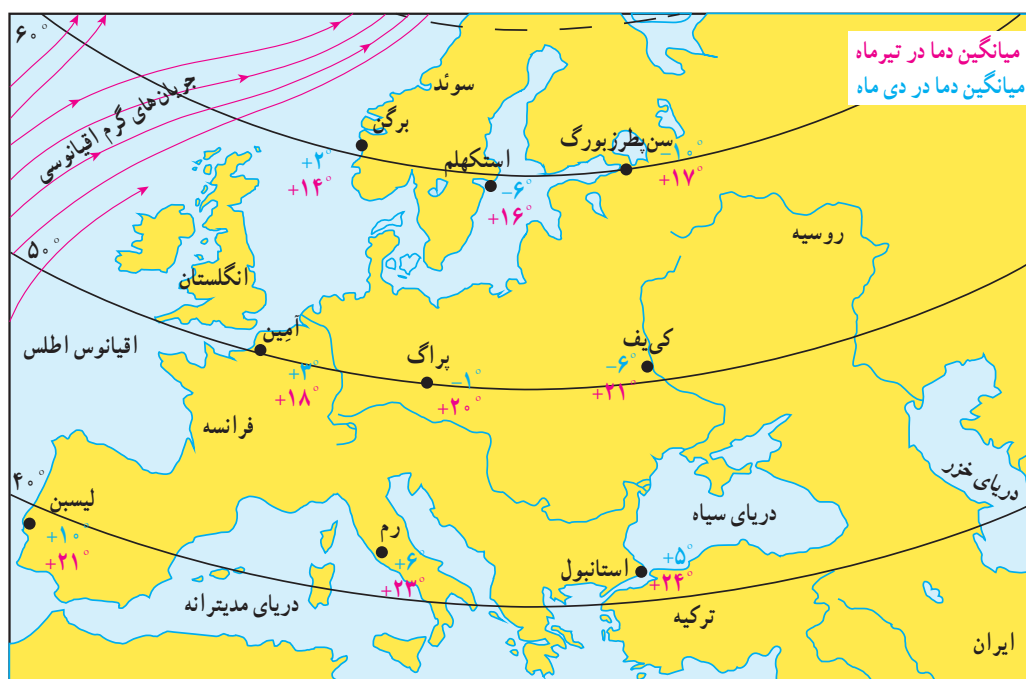 میانگین دما در تیرماه
میانگین دما در دی ماه
۶۰°
جریان‌های گرم اقیانوسی
سوئد
برگن
+۲°
+۱۴°
استکهلم
−۶°
+۱۶°
سن‌پطرزبورگ
−۱۰°
+۱۷°
روسیه
۵۰°
انگلستان
اقیانوس اطلس
آمِین
+۳°
+۱۸°
پراگ
−۱°
+۲۰°
کی‌یف
−۶°
+۲۱°
فرانسه
۴۰°
لیسبن
+۱۰°
+۲۱°
رم
+۶°
+۲۳°
دریای سیاه
دریای خزر
استانبول
+۵°
+۲۴°
دریای مدیترانه
ترکیه
ایران